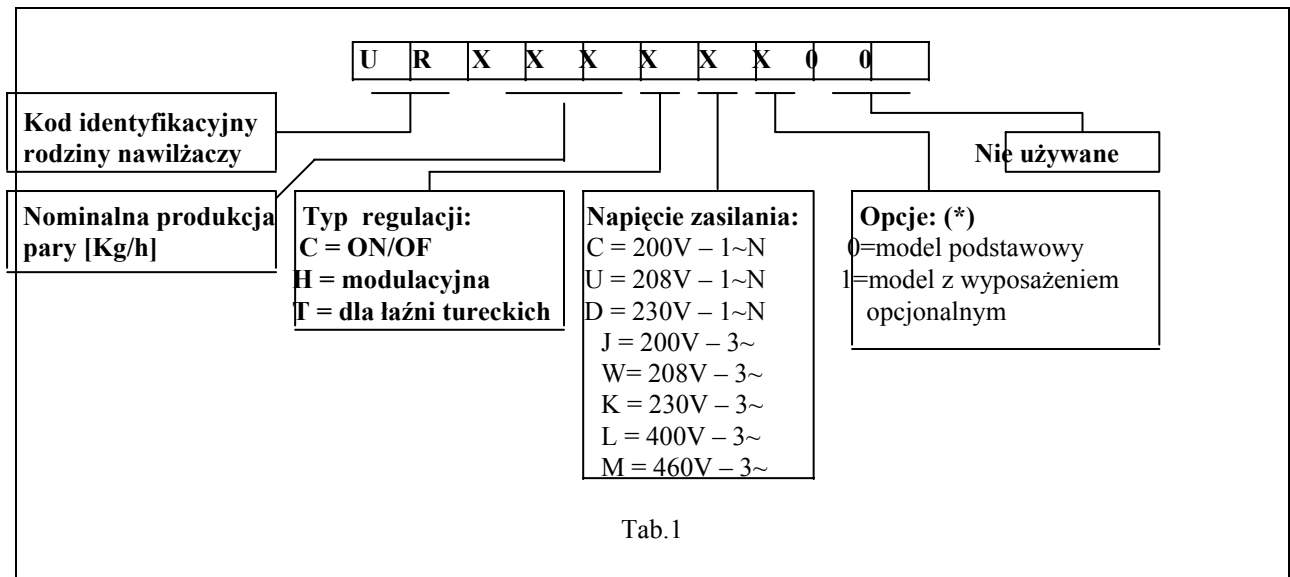 U R X X X X X X 0 0
Kod identyfikacyjny
rodziny nawilżaczy
Nie używane
Nominalna produkcja
pary [Kg/h]
Typ regulacji:
C = ON/OF
H = modulacyjna
T = dla łaźni tureckich
Napięcie zasilania:
C = 200V – 1~N
U = 208V – 1~N
D = 230V – 1~N
J = 200V – 3~
W= 208V – 3~
K = 230V – 3~
L = 400V – 3~
M = 460V – 3~
Opcje: (*)
0=model podstawowy
1=model z wyposażeniem
opcjonalnym
Tab.1